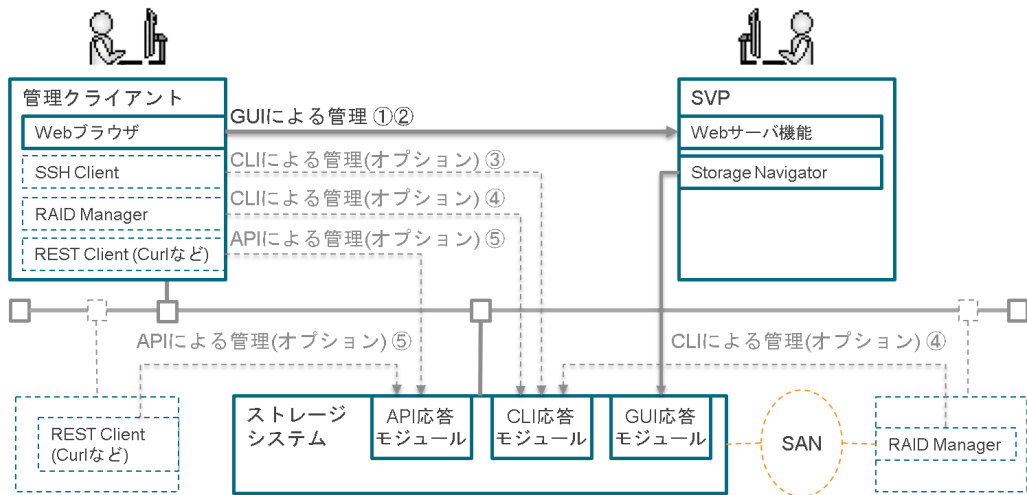 管理クライアント
SVP
GUIによる管理 ①②
Webブラウザ
Webサーバ機能
CLIによる管理(オプション) ③
SSH Client
Storage Navigator
CLIによる管理(オプション) ④
RAID Manager
APIによる管理(オプション) ⑤
REST Client (Curlなど)
APIによる管理(オプション) ⑤
CLIによる管理(オプション) ④
REST Client
(Curlなど)
ストレージ
システム
API応答
モジュール
CLI応答
モジュール
GUI応答
モジュール
SAN
RAID Manager